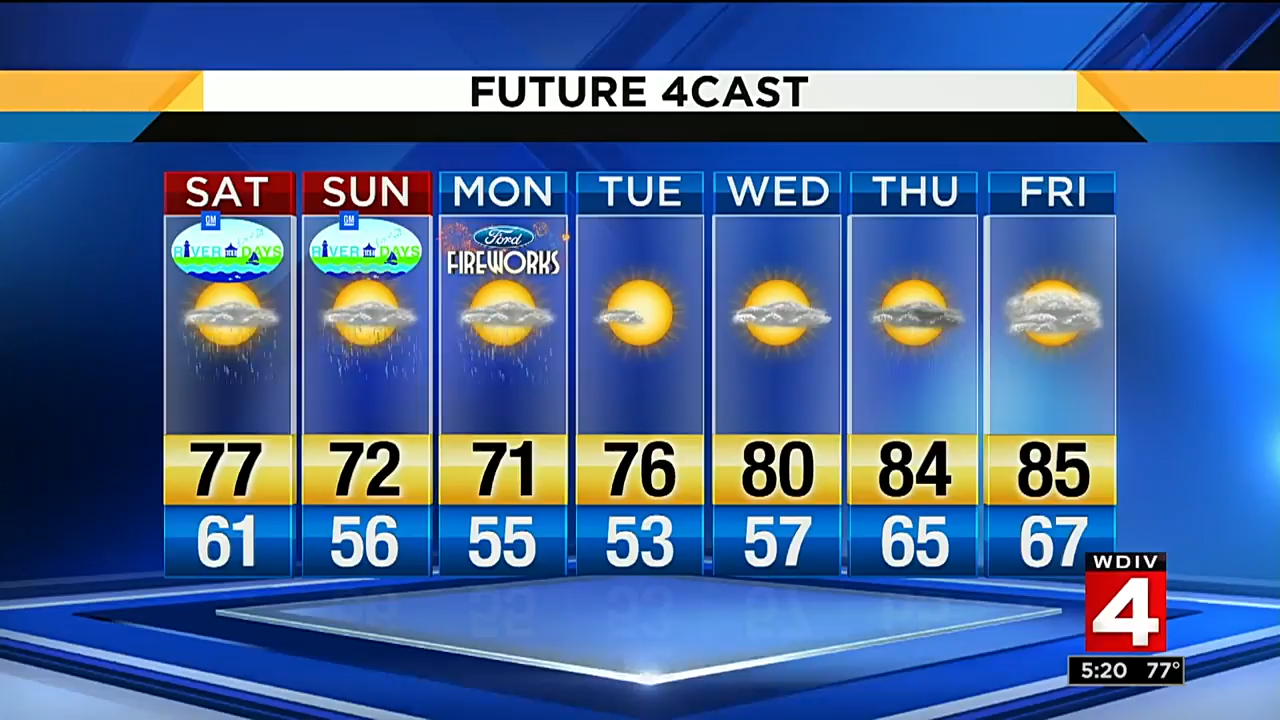 FUTURE 4CAST
SAT SUN MON TUE WED THU FRI
GM GM
RIVER DAYS RIVER DAYS Ford
FIREWORKS
77 72 71 76 80 84 85
61 56 55 53 57 65 67
WDIV
4
5:20 77°